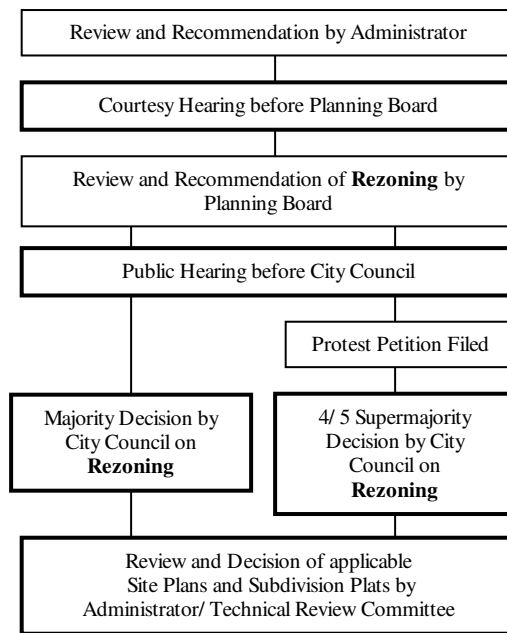 Review and Recommendation by Administrator
Courtesy Hearing before Planning Board
Review and Recommendation of Rezoning by
Planning Board
Public Hearing before City Council
Protest Petition Filed
Majority Decision by
City Council on
Rezoning
4/ 5 Supermajority
Decision by City
Council on
Rezoning
Review and Decision of applicable
Site Plans and Subdivision Plats by
Administrator/ Technical Review Committee